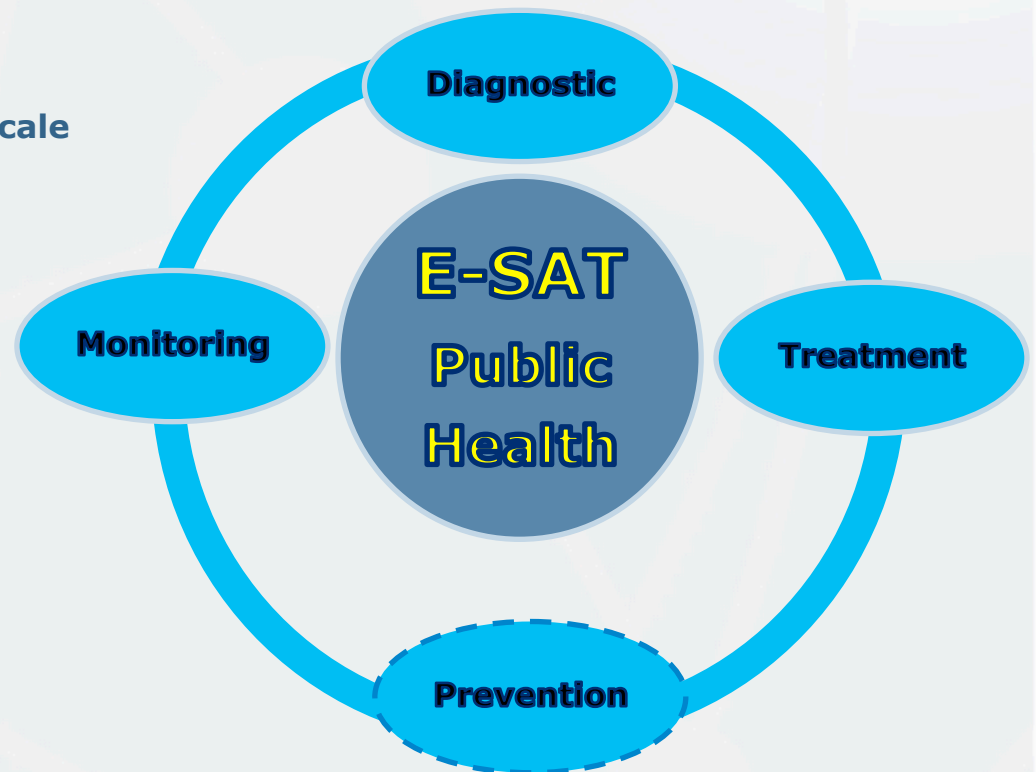 Diagnostic
cale
E-SAT
Public
Health
Monitoring
Treatment
Prevention